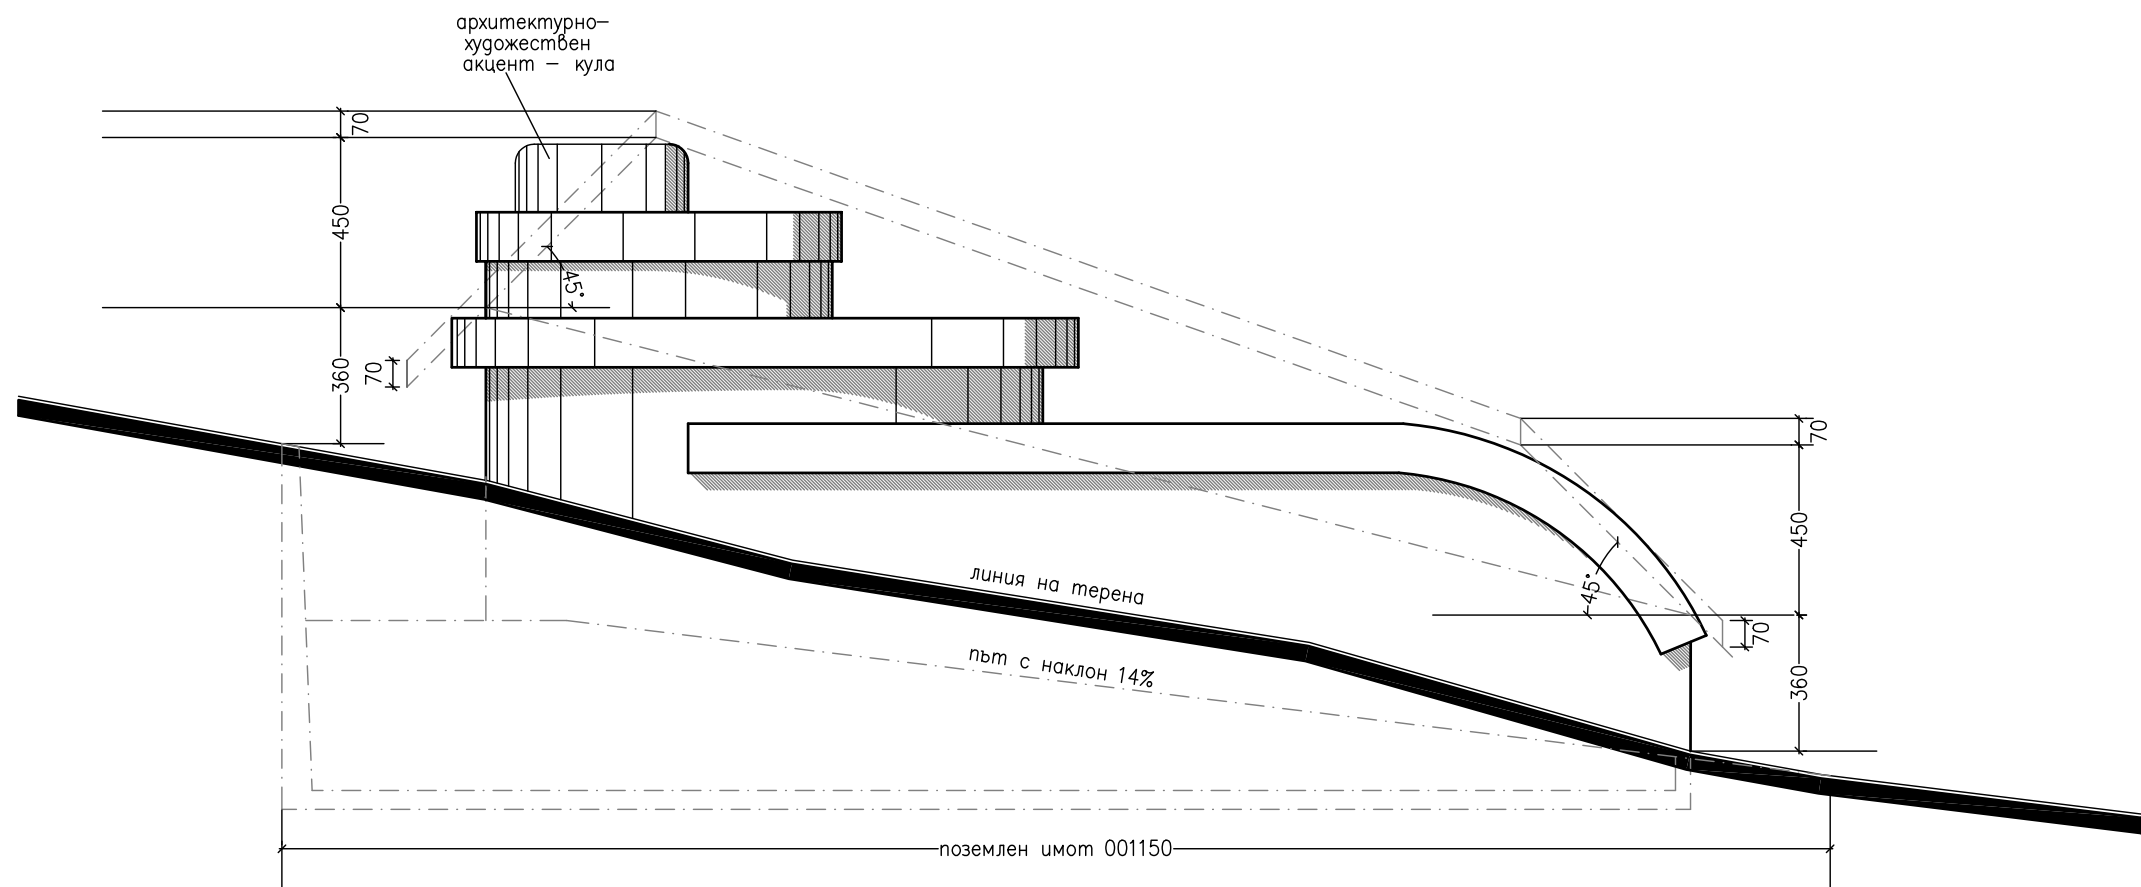 архитектурно–
художествен
акцент – кула
70
450
45°
360
70
70
450
45°
70
360
линия на терена
път с наклон 14%
поземлен имот 001150